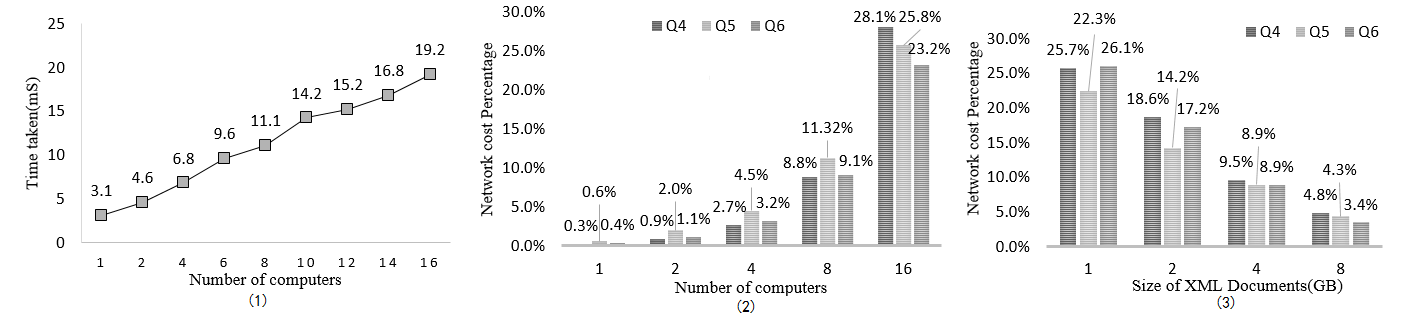 25
20
15
10
5
0
3.1
4.6
6.8
9.6
11.1
14.2
15.2
16.8
19.2
Time taken(mS)
1 2 4 6 8 10 12 14 16
Number of computers
(1)
30.0%
25.0%
20.0%
15.0%
10.0%
5.0%
0.0%
Network cost Percentage
Q4 Q5 Q6
0.3% 0.6% 0.4%
0.9% 2.0% 1.1%
2.7% 4.5% 3.2%
8.8% 11.32% 9.1%
28.1% 25.8% 23.2%
1 2 4 8 16
Number of computers
(2)
30.0%
25.0%
20.0%
15.0%
10.0%
5.0%
0.0%
Network cost Percentage
Q4 Q5 Q6
25.7% 22.3% 26.1%
18.6% 14.2% 17.2%
9.5% 8.9% 8.9%
4.8% 4.3% 3.4%
1 2 4 8
Size of XML Documents(GB)
(3)